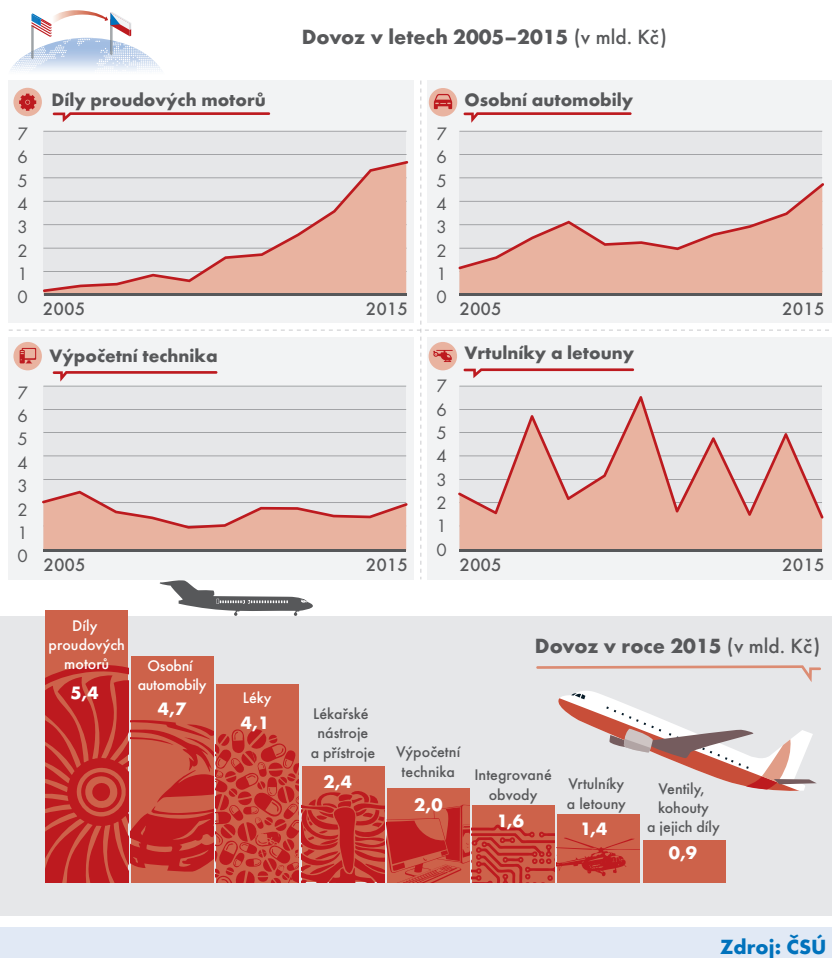 Dovoz v letech 2005–2015 (v mld. Kč)
Díly proudových motorů
7
6
5
4
3
2
1
0
2005 2015
Osobní automobily
7
6
5
4
3
2
1
0
2005 2015
Výpočetní technika
7
6
5
4
3
2
1
0
2005 2015
Vrtulníky a letouny
7
6
5
4
3
2
1
0
2005 2015
Dovoz v roce 2015 (v mld. Kč)
Díly
proudových
motorů
5,4
Osobní
automobily
4,7
Léky
4,1
Lékařské
nástroje
a přístroje
2,4
Výpočetní
technika
2,0
Integrované
obvody
1,6
Vrtulníky
a letouny
1,4
Ventily,
kohouty
a jejich díly
0,9
Zdroj: ČSÚ